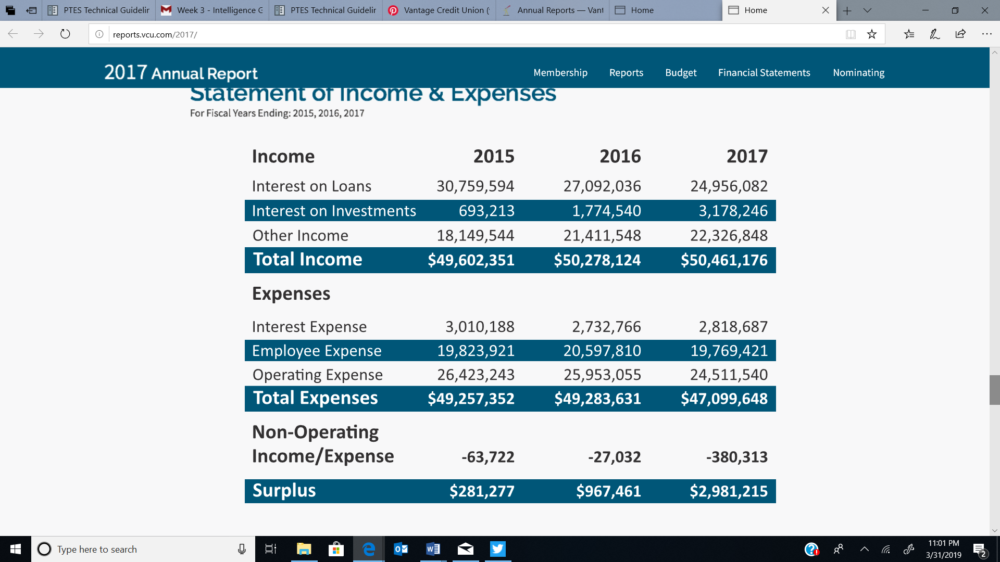 PTES Technical Guidelir
Week 3 - Intelligence G
PTES Technical Guidelir
Vantage Credit Union (
Annual Reports — Vant
Home
Home
reports.vcu.com/2017/
2017 Annual Report
Membership Reports Budget Financial Statements Nominating
Statement of Income & Expenses
For Fiscal Years Ending: 2015, 2016, 2017
Income 2015 2016 2017
Interest on Loans 30,759,594 27,092,036 24,956,082
Interest on Investments 693,213 1,774,540 3,178,246
Other Income 18,149,544 21,411,548 22,326,848
Total Income $49,602,351 $50,278,124 $50,461,176
Expenses
Interest Expense 3,010,188 2,732,766 2,818,687
Employee Expense 19,823,921 20,597,810 19,769,421
Operating Expense 26,423,243 25,953,055 24,511,540
Total Expenses $49,257,352 $49,283,631 $47,099,648
Non-Operating
Income/Expense -63,722 -27,032 -380,313
Surplus $281,277 $967,461 $2,981,215
Type here to search
11:01 PM
3/31/2019
2